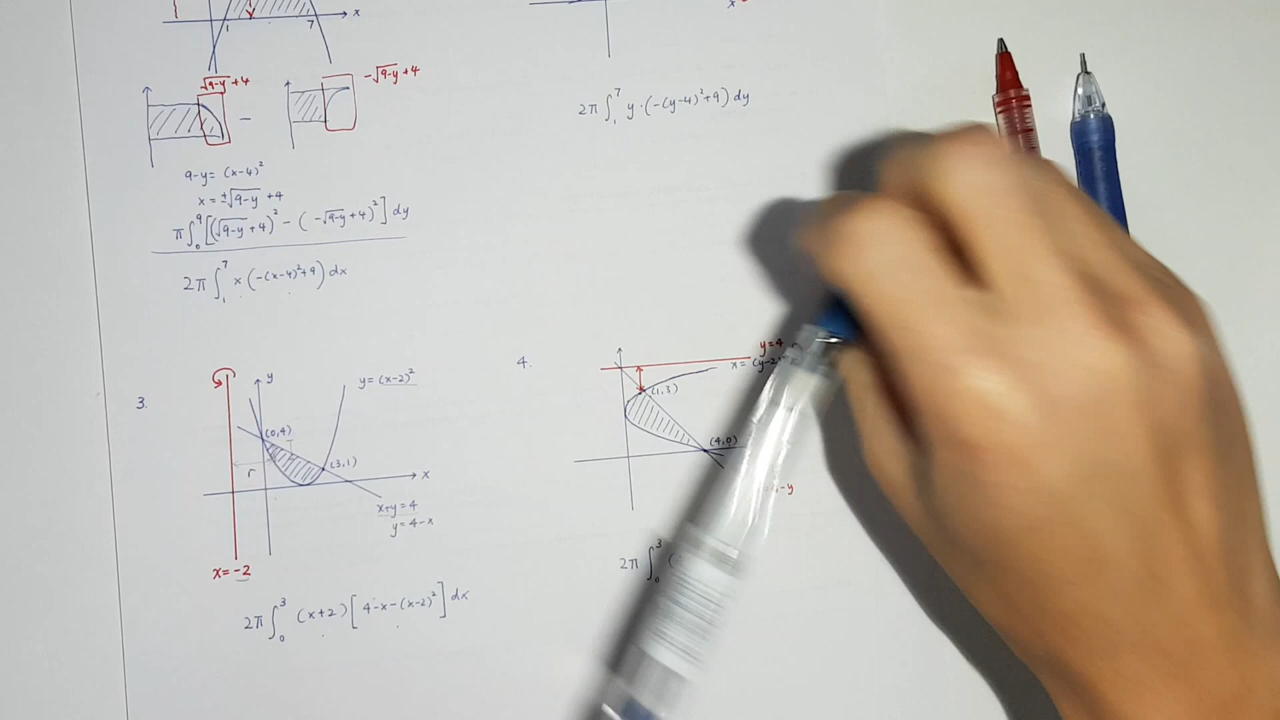 1 7 x
√9-y +4
-√9-y +4
−
9-y = (x-4)²
x = ±√9-y +4
π∫₀⁹[(√9-y +4)² - (-√9-y +4)²] dy
2π∫₁⁷ x (-(x-4)²+9) dx
x
2π∫₁⁷ y·(-(y-4)²+9) dy
3.
y
y = (x-2)²
(0,4)
r
(3,1)
x
x+y = 4
y = 4-x
x=-2
2π∫₀³ (x+2)[4-x-(x-2)²] dx
4.
y=4
x = (y-2)
(1,3)
(4,0)
-y
2π∫₀³ (